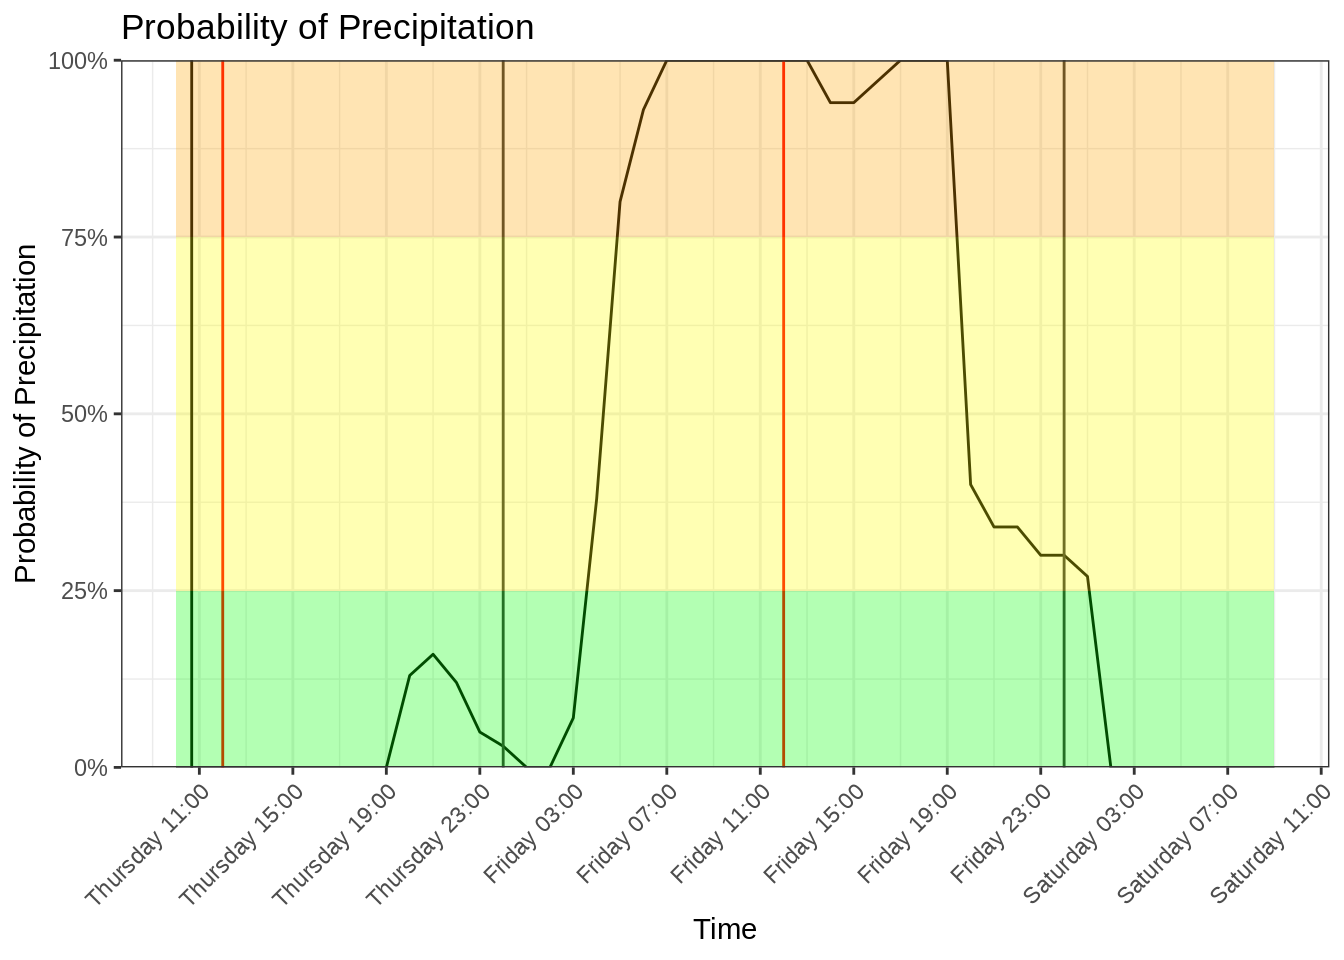 Probability of Precipitation
Probability of Precipitation
100%
75%
50%
25%
0%
Thursday 11:00
Thursday 15:00
Thursday 19:00
Thursday 23:00
Friday 03:00
Friday 07:00
Friday 11:00
Friday 15:00
Friday 19:00
Friday 23:00
Saturday 03:00
Saturday 07:00
Saturday 11:00
Time